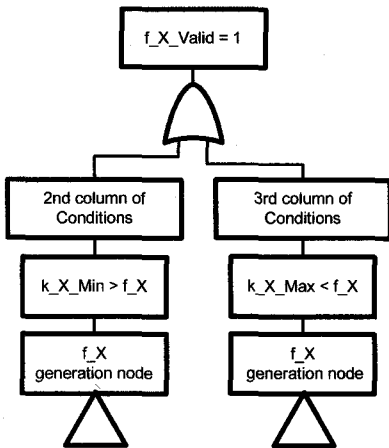 f_X_Valid = 1
2nd column of
Conditions
3rd column of
Conditions
k_X_Min > f_X
k_X_Max < f_X
f_X
generation node
f_X
generation node